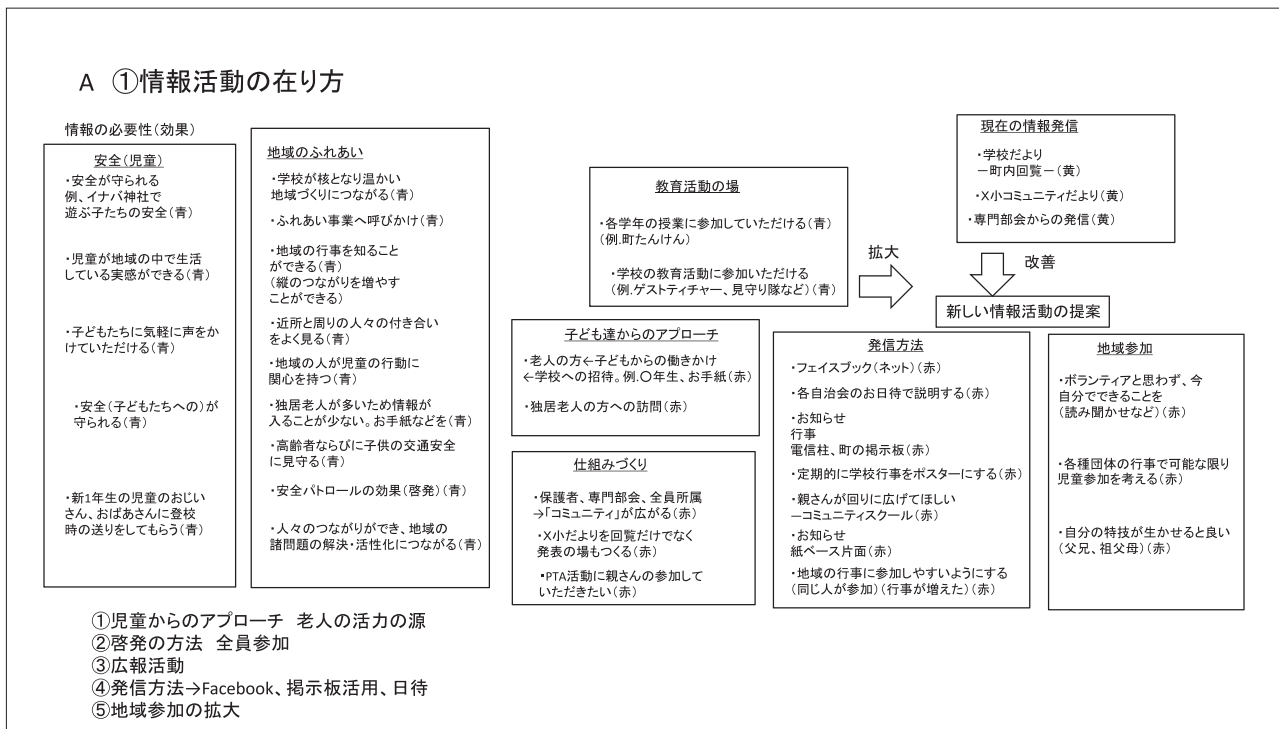 A ①情報活動の在り方
情報の必要性(効果)
安全(児童)
・安全が守られる
例、イナバ神社で
遊ぶ子たちの安全(青)
・児童が地域の中で生活
している実感ができる(青)
・子どもたちに気軽に声をか
けていただける(青)
・安全(子どもたちへの)が
守られる(青)
・新1年生の児童のおじい
さん、おばあさんに登校
時の送りをしてもらう(青)
地域のふれあい
・学校が核となり温かい
地域づくりにつながる(青)
・ふれあい事業へ呼びかけ(青)
・地域の行事を知ること
ができる(青)
(縦のつながりを増やす
ことができる)
・近所と周りの人々の付き合い
をよく見る(青)
・地域の人が児童の行動に
関心を持つ(青)
・独居老人が多いため情報が
入ることが少ない。お手紙などを(青)
・高齢者ならびに子供の交通安全
に見守る(青)
・安全パトロールの効果(啓発)(青)
・人々のつながりができ、地域の
諸問題の解決・活性化につながる(青)
教育活動の場
・各学年の授業に参加していただける(青)
(例.町たんけん)
・学校の教育活動に参加いただける
(例.ゲストティチャー、見守り隊など)(青)
拡大
現在の情報発信
・学校だより
－町内回覧－(黄)
・X小コミュニティだより(黄)
・専門部会からの発信(黄)
改善
新しい情報活動の提案
子ども達からのアプローチ
・老人の方←子どもからの働きかけ
←学校への招待。例.〇年生、お手紙(赤)
・独居老人の方への訪問(赤)
仕組みづくり
・保護者、専門部会、全員所属
→「コミュニティ」が広がる(赤)
・X小だよりを回覧だけでなく
発表の場もつくる(赤)
・PTA活動に親さんの参加して
いただきたい(赤)
発信方法
・フェイスブック(ネット)(赤)
・各自治会のお日待で説明する(赤)
・お知らせ
行事
電信柱、町の掲示板(赤)
・定期的に学校行事をポスターにする(赤)
・親さんが回りに広げてほしい
－コミュニティスクール(赤)
・お知らせ
紙ベース片面(赤)
・地域の行事に参加しやすいようにする
(同じ人が参加)(行事が増えた)(赤)
地域参加
・ボランティアと思わず、今
自分でできることを
(読み聞かせなど)(赤)
・各種団体の行事で可能な限り
児童参加を考える(赤)
・自分の特技が生かせると良い
(父兄、祖父母)(赤)
①児童からのアプローチ 老人の活力の源
②啓発の方法 全員参加
③広報活動
④発信方法→Facebook、掲示板活用、日待
⑤地域参加の拡大